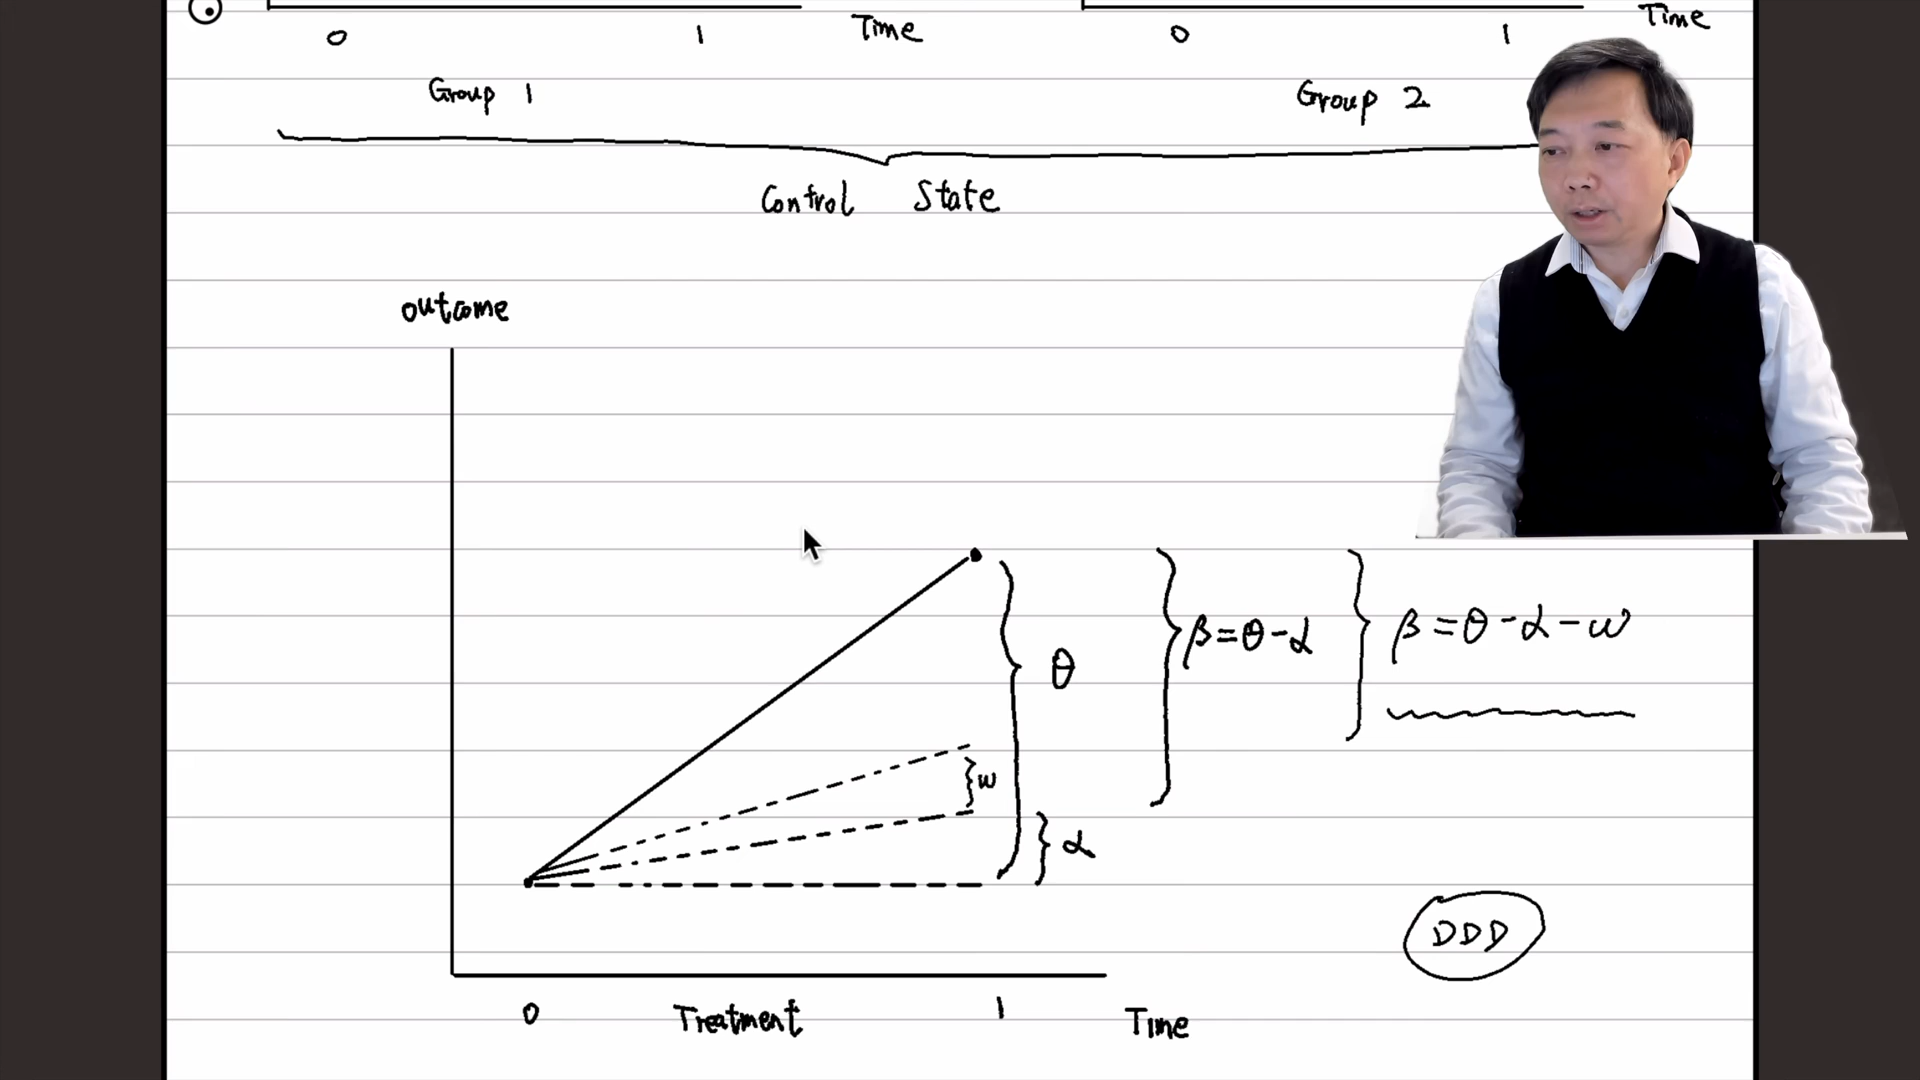 0 1 Time 0 1 Time
Group 1 Group 2
Control State
outcome
θ
β=θ-α
β=θ-α-w
w
α
DDD
0 Treatment 1 Time